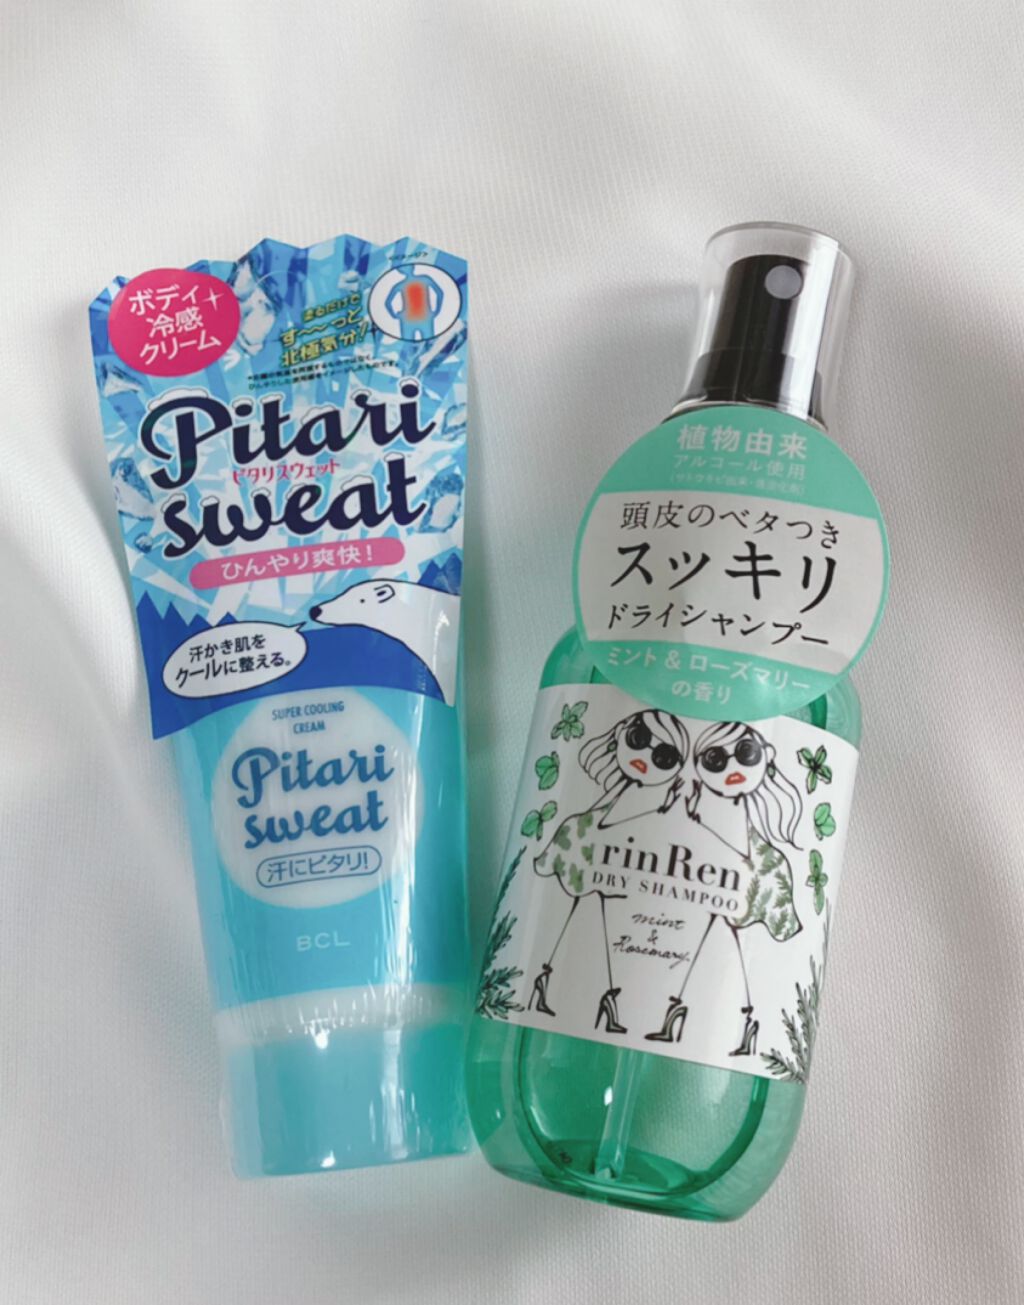 ボディ
冷感
クリーム
塗るだけで
す〜〜っと
北極気分!
Pitari
ピタリスウェット
sweat
ひんやり爽快!
汗かき肌を
クールに整える。
SUPER COOLING
CREAM
Pitari
sweat
汗にピタリ!
BCL
植物由来
アルコール使用
頭皮のベタつき
スッキリ
ドライシャンプー
ミント&ローズマリー
の香り
rinRen
DRY SHAMPOO
mint
&
Rosemary.